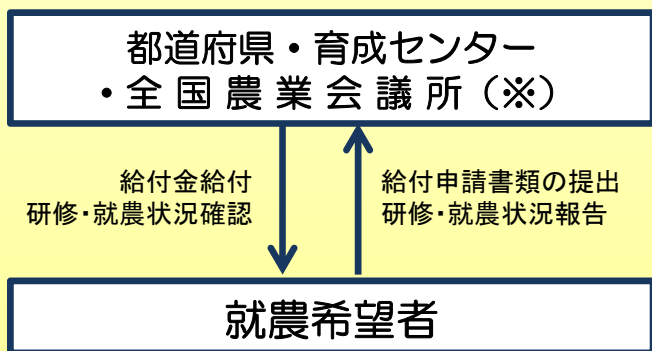 都道府県・育成センター
・全国農業会議所（※）
給付金給付
研修・就農状況確認
給付申請書類の提出
研修・就農状況報告
就農希望者